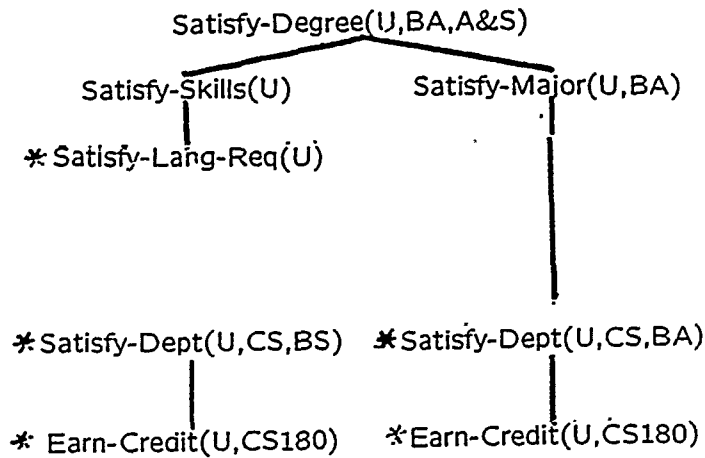 Satisfy-Degree(U,BA,A&S)
Satisfy-Skills(U) Satisfy-Major(U,BA)
* Satisfy-Lang-Req(U)
* Satisfy-Dept(U,CS,BS) * Satisfy-Dept(U,CS,BA)
* Earn-Credit(U,CS180) * Earn-Credit(U,CS180)